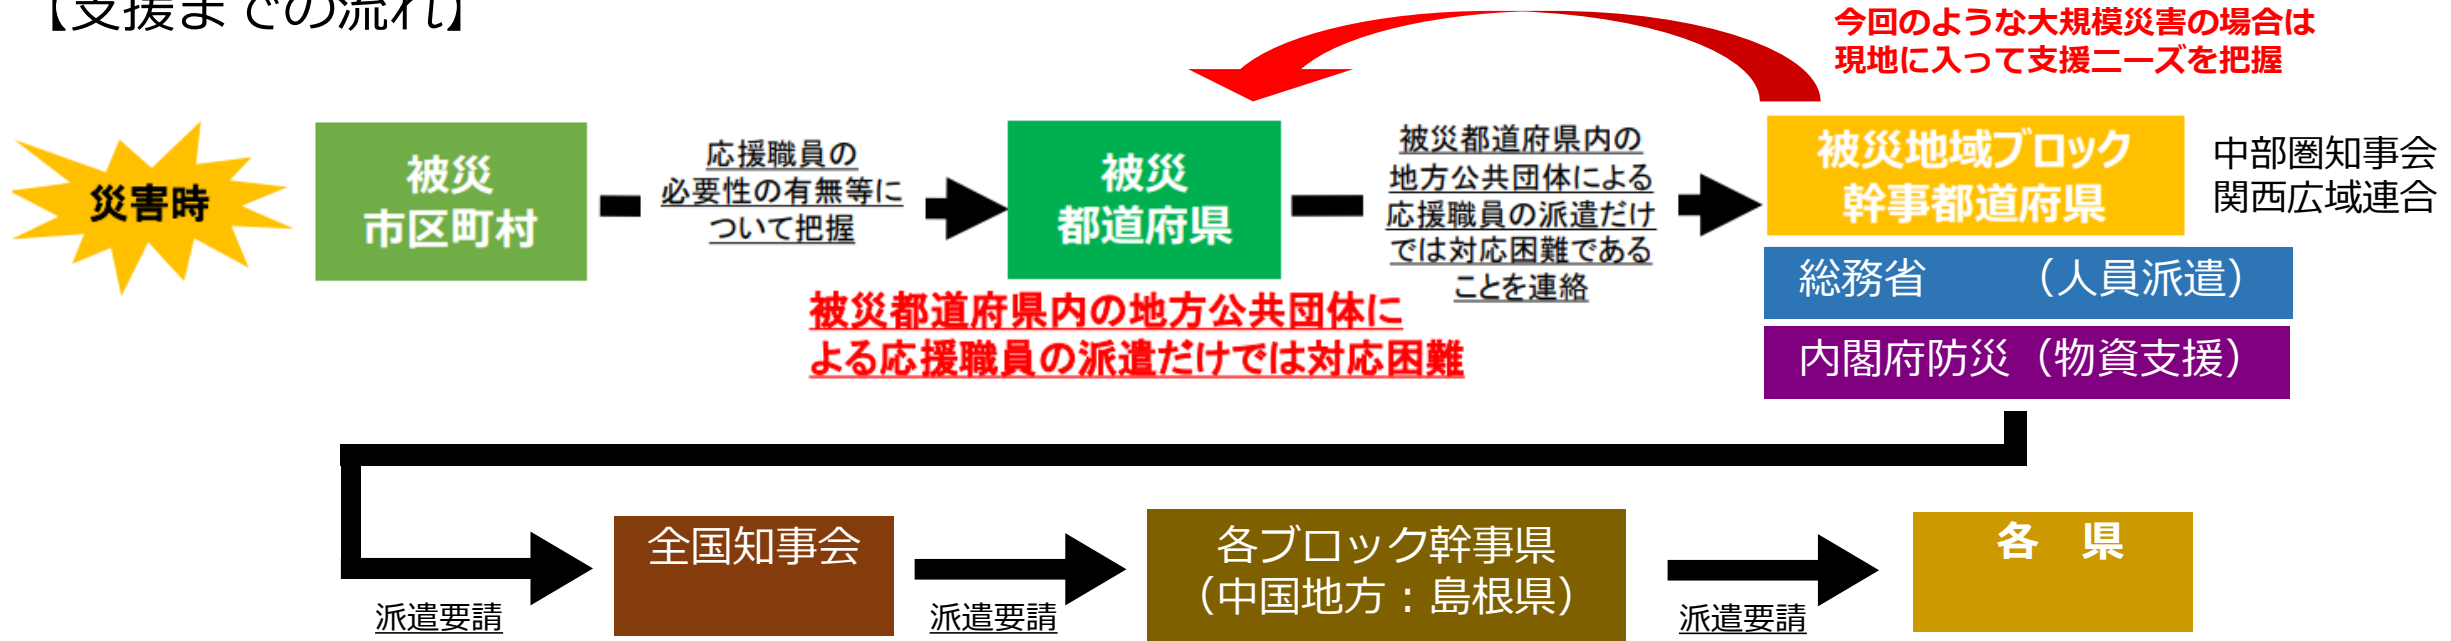 【支援までの流れ】
今回のような大規模災害の場合は
現地に入って支援ニーズを把握
災害時
被災
市区町村
応援職員の
必要性の有無等に
ついて把握
被災
都道府県
被災都道府県内の
地方公共団体による
応援職員の派遣だけ
では対応困難である
ことを連絡
被災地域ブロック
幹事都道府県
中部圏知事会
関西広域連合
総務省　　（人員派遣）
内閣府防災（物資支援）
被災都道府県内の地方公共団体に
よる応援職員の派遣だけでは対応困難
派遣要請
全国知事会
派遣要請
各ブロック幹事県
（中国地方：島根県）
派遣要請
各　県